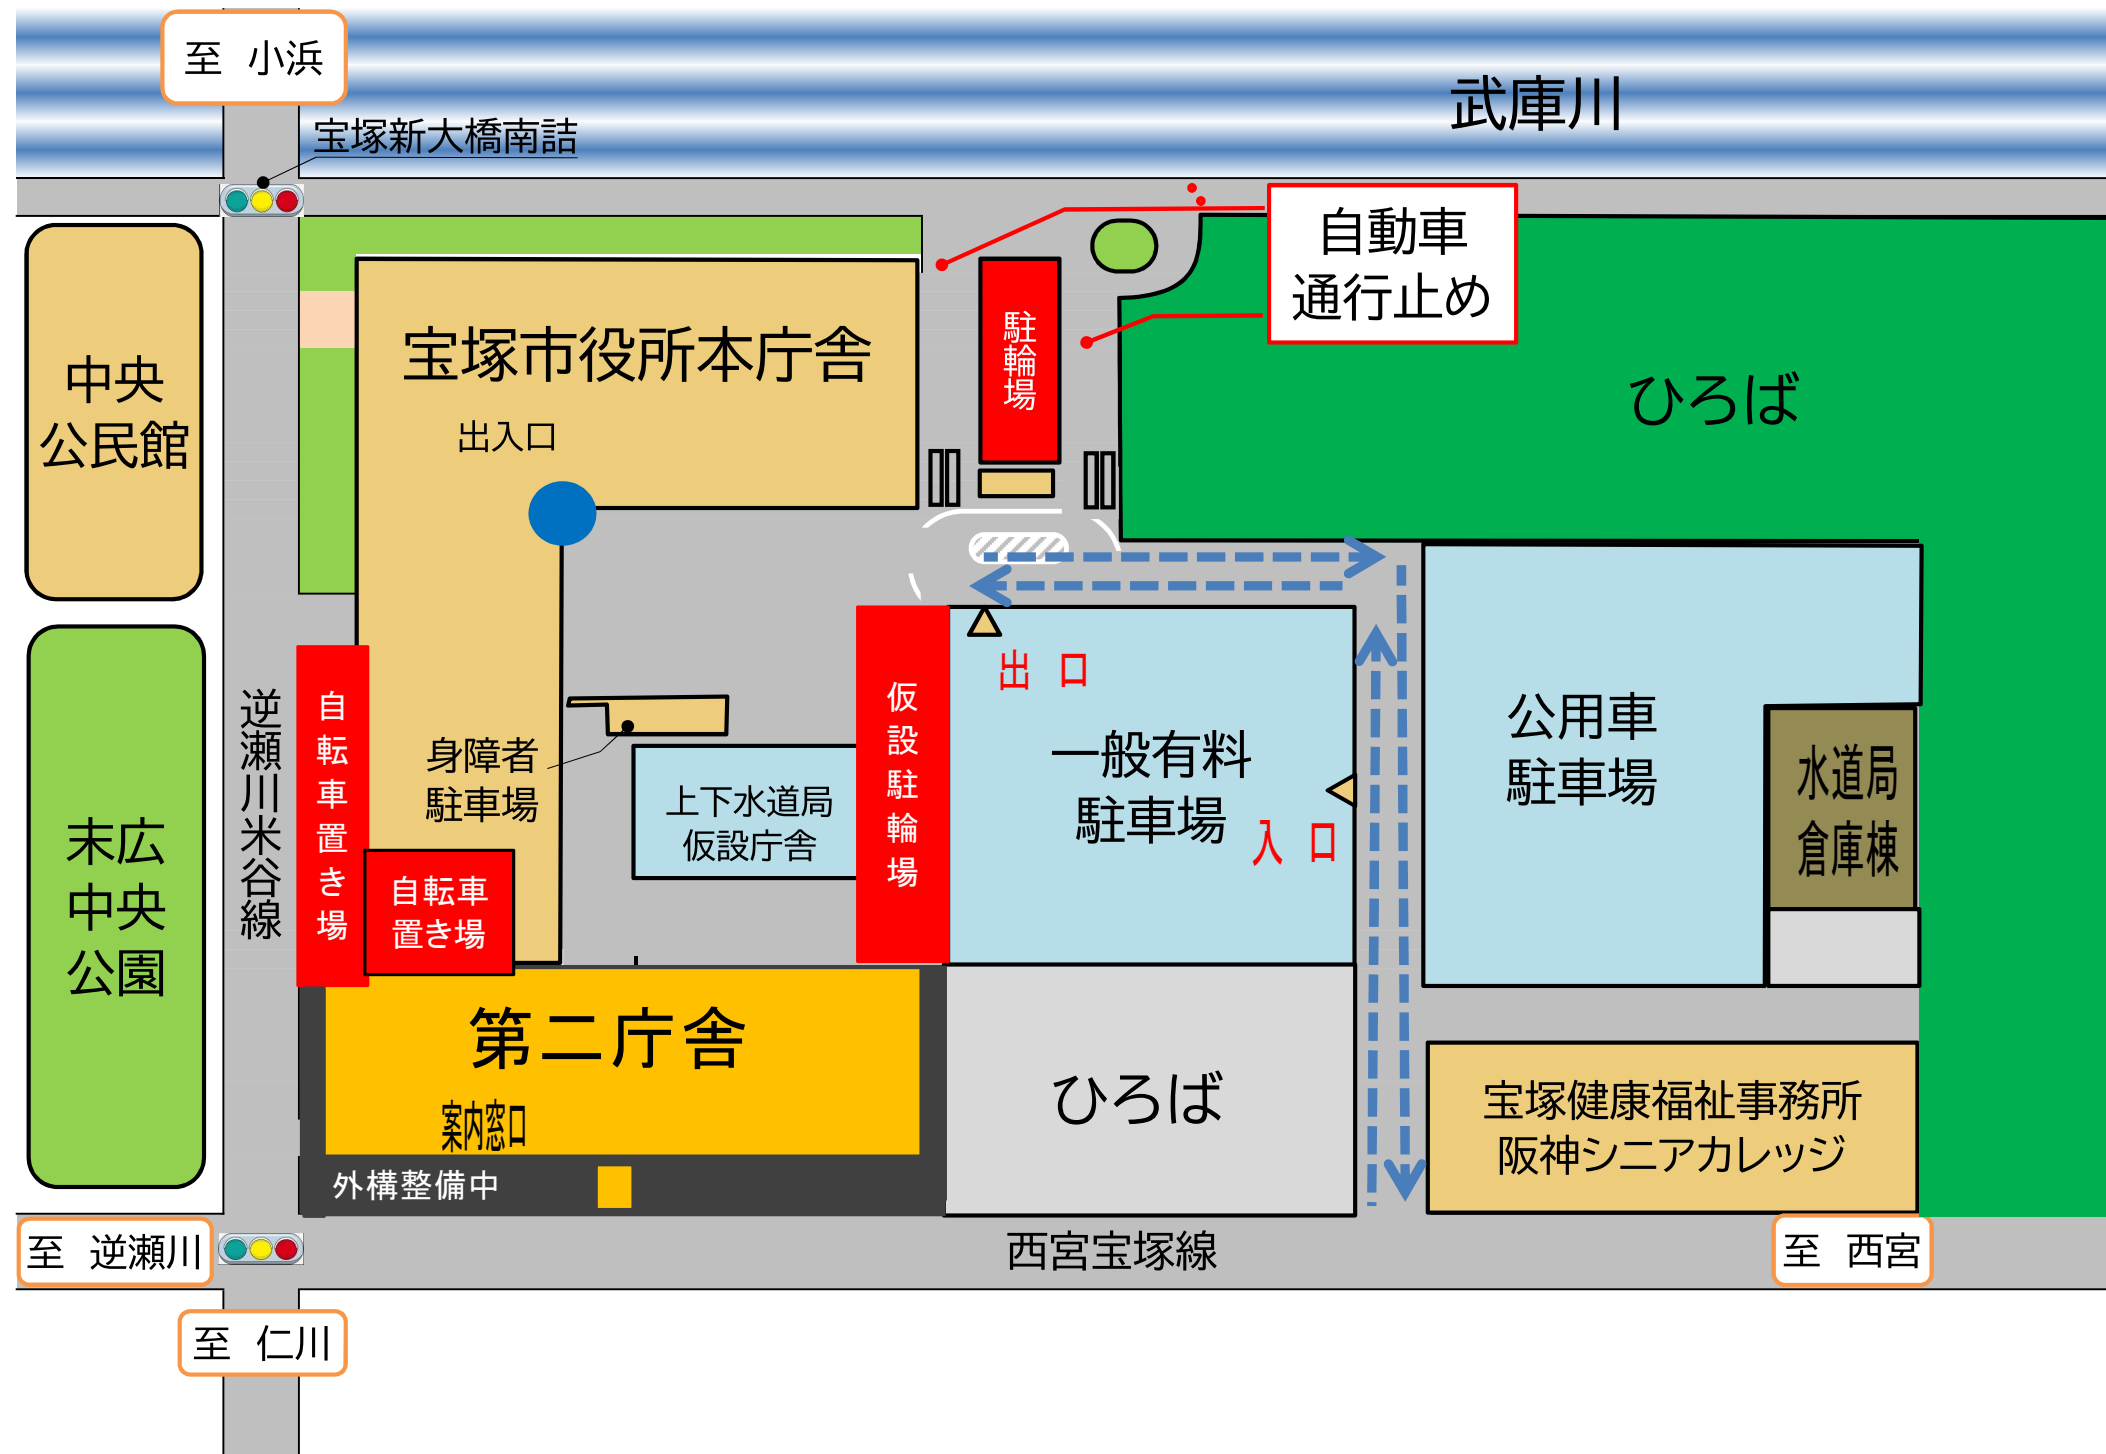 至 小浜
武庫川
宝塚新大橋南詰
自動車
通行止め
中央
公民館
宝塚市役所本庁舎
出入口
駐輪場
ひろば
末広
中央
公園
逆瀬川米谷線
自転車置き場
身障者
駐車場
自転車
置き場
上下水道局
仮設庁舎
仮設駐輪場
出 口
一般有料
駐車場
入 口
公用車
駐車場
水道局
倉庫棟
第二庁舎
案内窓口
外構整備中
ひろば
宝塚健康福祉事務所
阪神シニアカレッジ
至 逆瀬川
西宮宝塚線
至 西宮
至 仁川